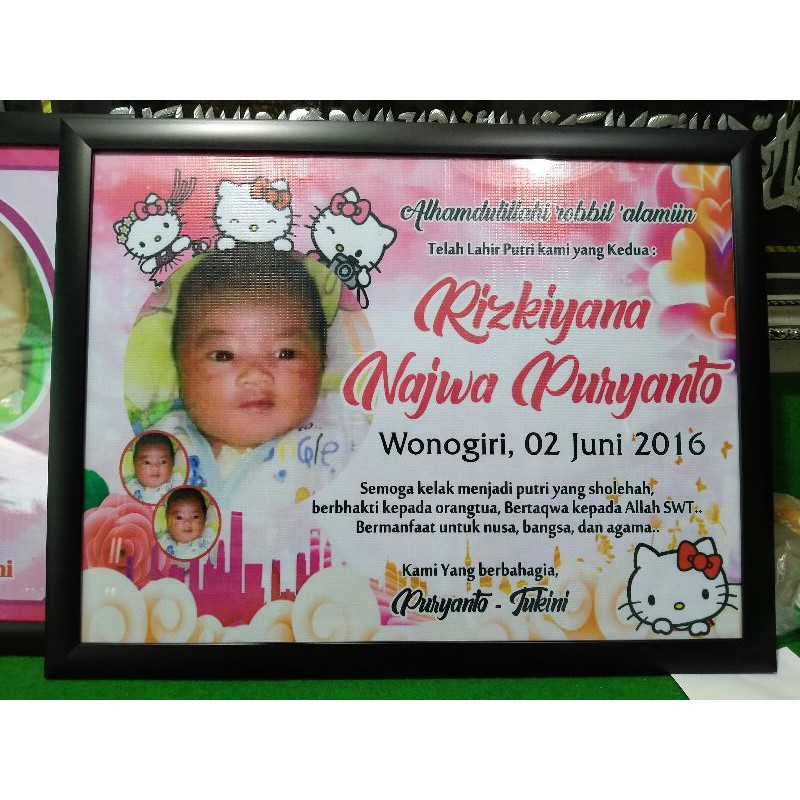 Alhamdulillahi 'robbil 'alamiin
Telah Lahir Putri kami yang Kedua :
Rizkiyana
Najwa Puryanto
Wonogiri, 02 Juni 2016
Semoga kelak menjadi putri yang sholehah,
berbhakti kepada orangtua, Bertaqwa kepada Allah SWT..
Bermanfaat untuk nusa, bangsa, dan agama..
Kami Yang berbahagia,
Puryanto - Tukini